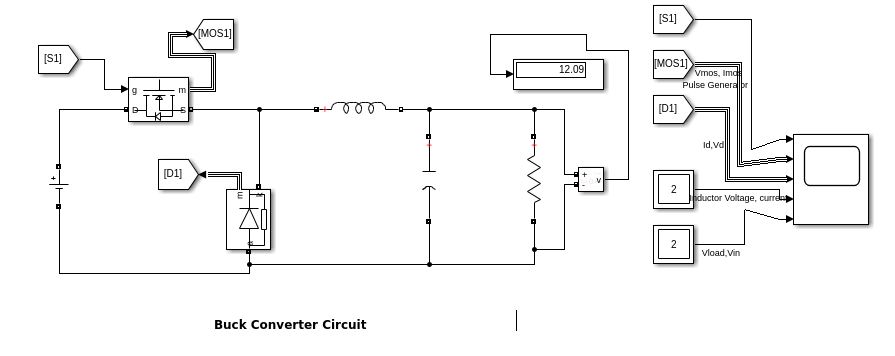 [S1]
[MOS1]
g
m
D
S
[D1]
m
k
a
+
+
+
+
12.09
+
-
v
[S1]
[MOS1]
Vmos, Imos
Pulse Generator
[D1]
Id,Vd
2
Inductor Voltage, current
2
Vload,Vin
Buck Converter Circuit